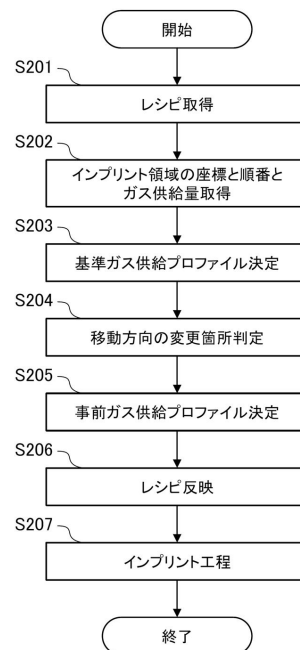 開始
S201
レシピ取得
S202
インプリント領域の座標と順番と
ガス供給量取得
S203
基準ガス供給プロファイル決定
S204
移動方向の変更箇所判定
S205
事前ガス供給プロファイル決定
S206
レシピ反映
S207
インプリント工程
終了